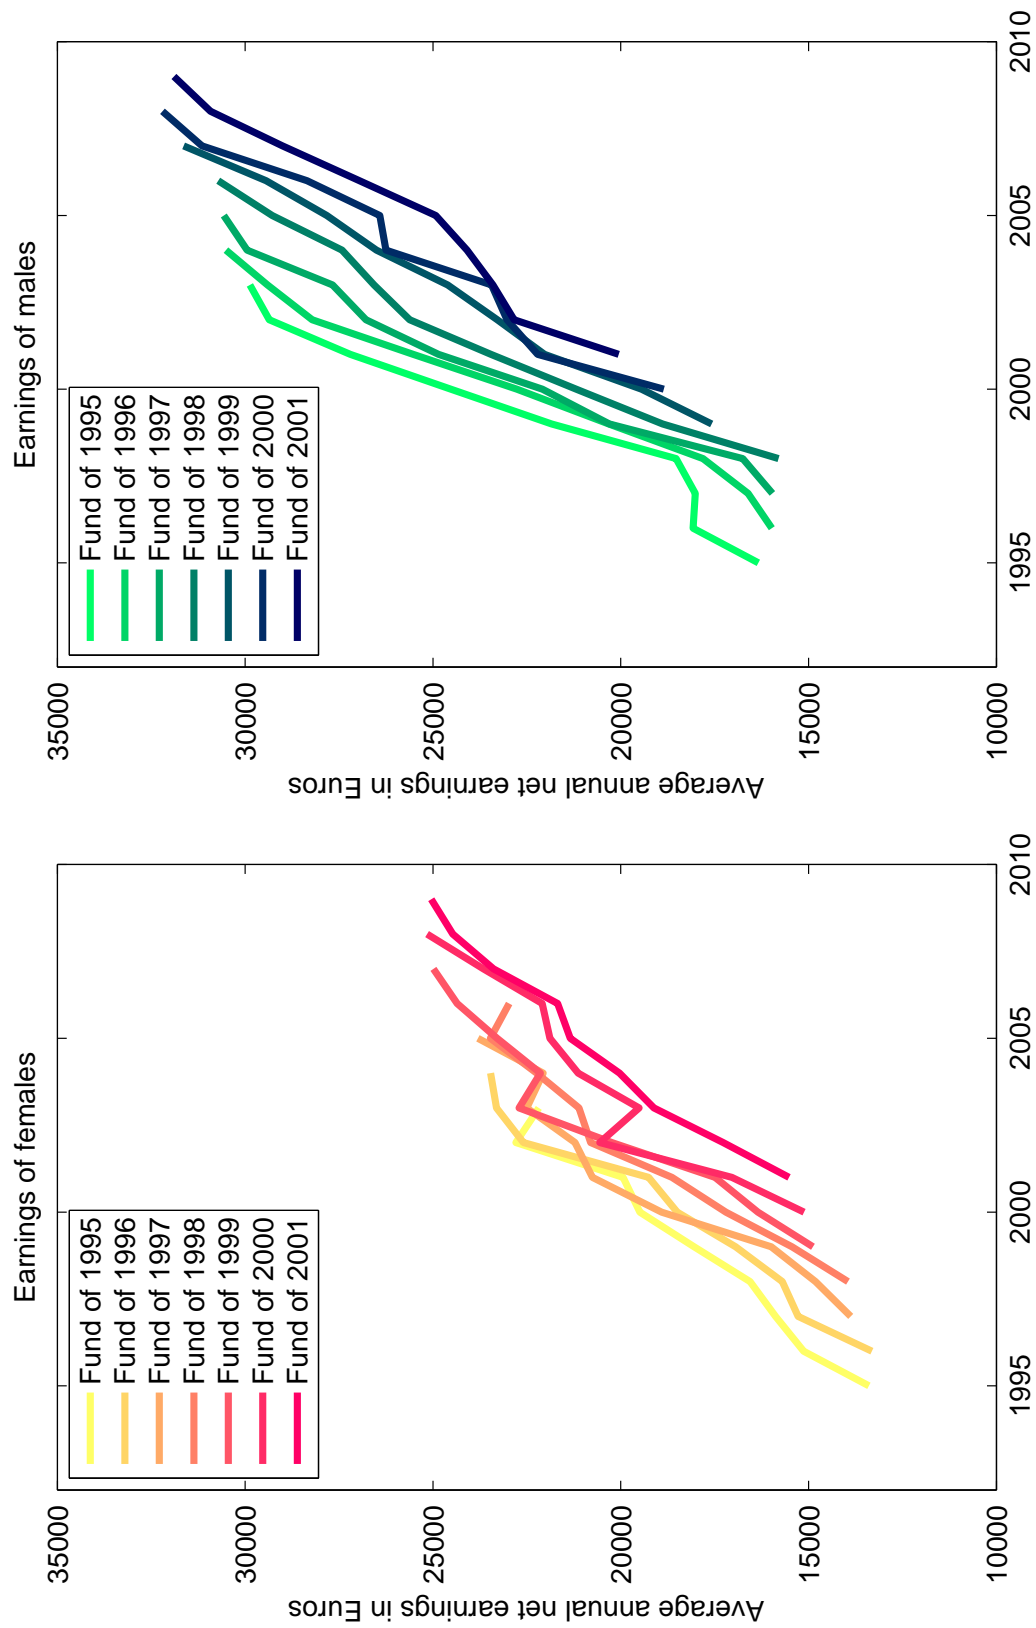 Earnings of females
35000
30000
25000
20000
15000
10000
1995
2000
2005
2010
Average annual net earnings in Euros
Fund of 1995
Fund of 1996
Fund of 1997
Fund of 1998
Fund of 1999
Fund of 2000
Fund of 2001
Earnings of males
35000
30000
25000
20000
15000
10000
1995
2000
2005
2010
Average annual net earnings in Euros
Fund of 1995
Fund of 1996
Fund of 1997
Fund of 1998
Fund of 1999
Fund of 2000
Fund of 2001